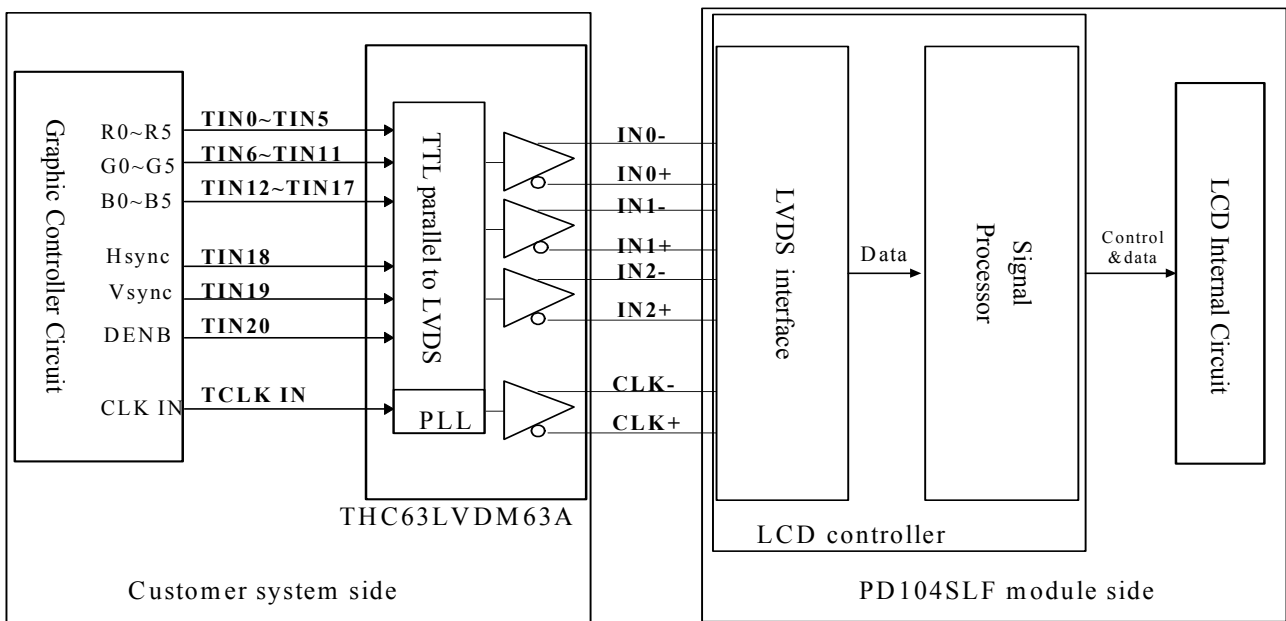 Graphic Controller Circuit
R0~R5
G0~G5
B0~B5
Hsync
Vsync
DENB
CLK IN
TIN0~TIN5
TIN6~TIN11
TIN12~TIN17
TIN18
TIN19
TIN20
TCLK IN
TTL parallel to LVDS
PLL
THC63LVDM63A
Customer system side
IN0-
IN0+
IN1-
IN1+
IN2-
IN2+
CLK-
CLK+
LVDS interface
Data
Signal
Processor
LCD controller
Control
&data
LCD Internal Circuit
PD104SLF module side